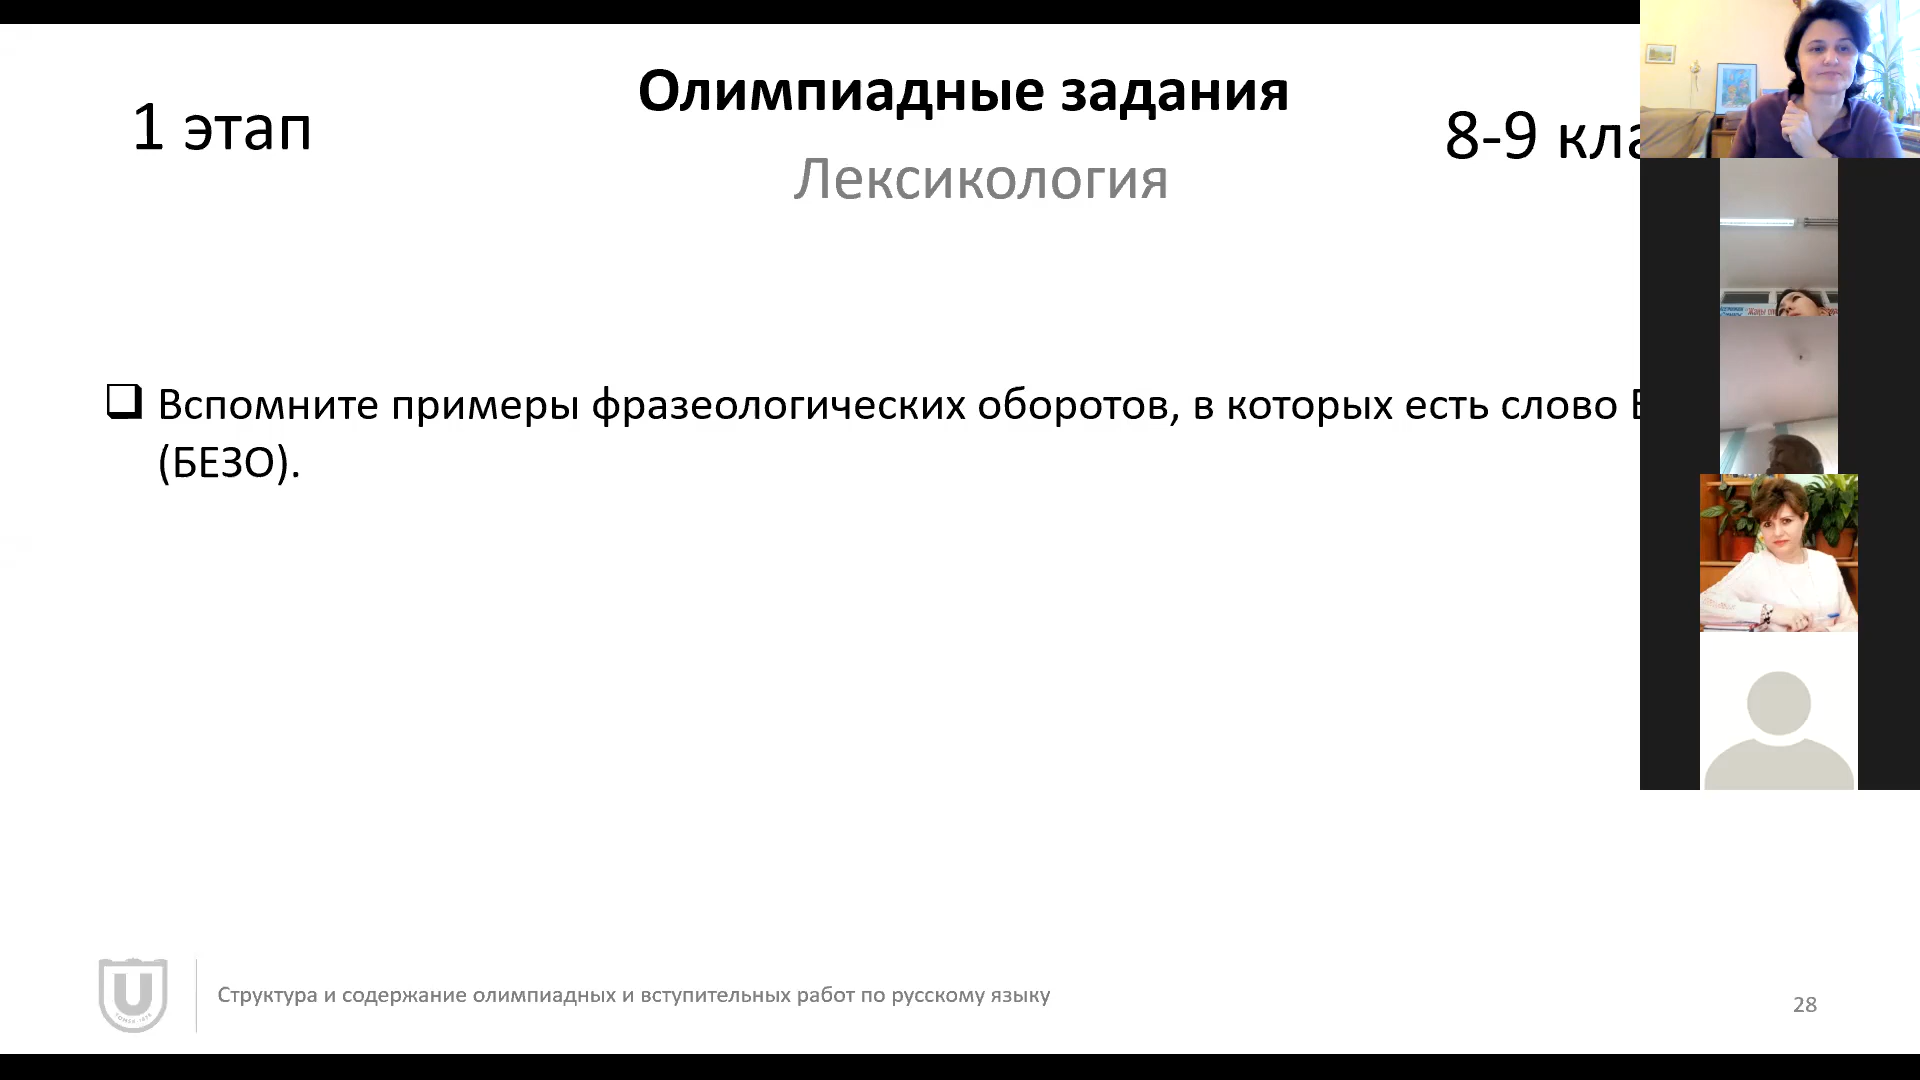 Олимпиадные задания
1 этап
8-9
Лексикология
Вспомните примеры фразеологических оборотов, в которых есть слово
(БЕЗО).
Структура и содержание олимпиадных и вступительных работ по русскому языку
28